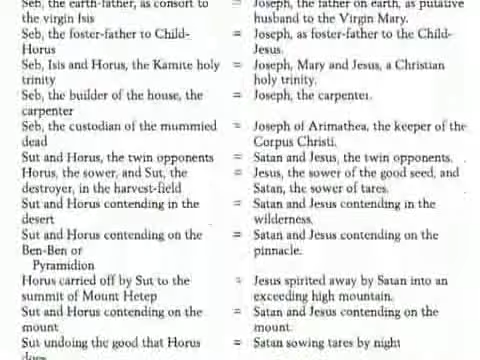 Seb, the earth-father, as consort to = Joseph, the father on earth, as putative
the virgin Isis husband to the Virgin Mary.
Seb, the foster-father to Child- = Joseph, as foster-father to the Child-
Horus Jesus.
Seb, Isis and Horus, the Kamite holy = Joseph, Mary and Jesus, a Christian
trinity holy trinity.
Seb, the builder of the house, the = Joseph, the carpenter.
carpenter
Seb, the custodian of the mummied = Joseph of Arimathea, the keeper of the
dead Corpus Christi.
Sut and Horus, the twin opponents = Satan and Jesus, the twin opponents.
Horus, the sower, and Sut, the = Jesus, the sower of the good seed, and
destroyer, in the harvest-field Satan, the sower of tares.
Sut and Horus contending in the = Satan and Jesus contending in the
desert wilderness.
Sut and Horus contending on the = Satan and Jesus contending on the
Ben-Ben or pinnacle.
Pyramidion
Horus carried off by Sut to the = Jesus spirited away by Satan into an
summit of Mount Hetep exceeding high mountain.
Sut and Horus contending on the = Satan and Jesus contending on the
mount mount.
Sut undoing the good that Horus = Satan sowing tares by night
does